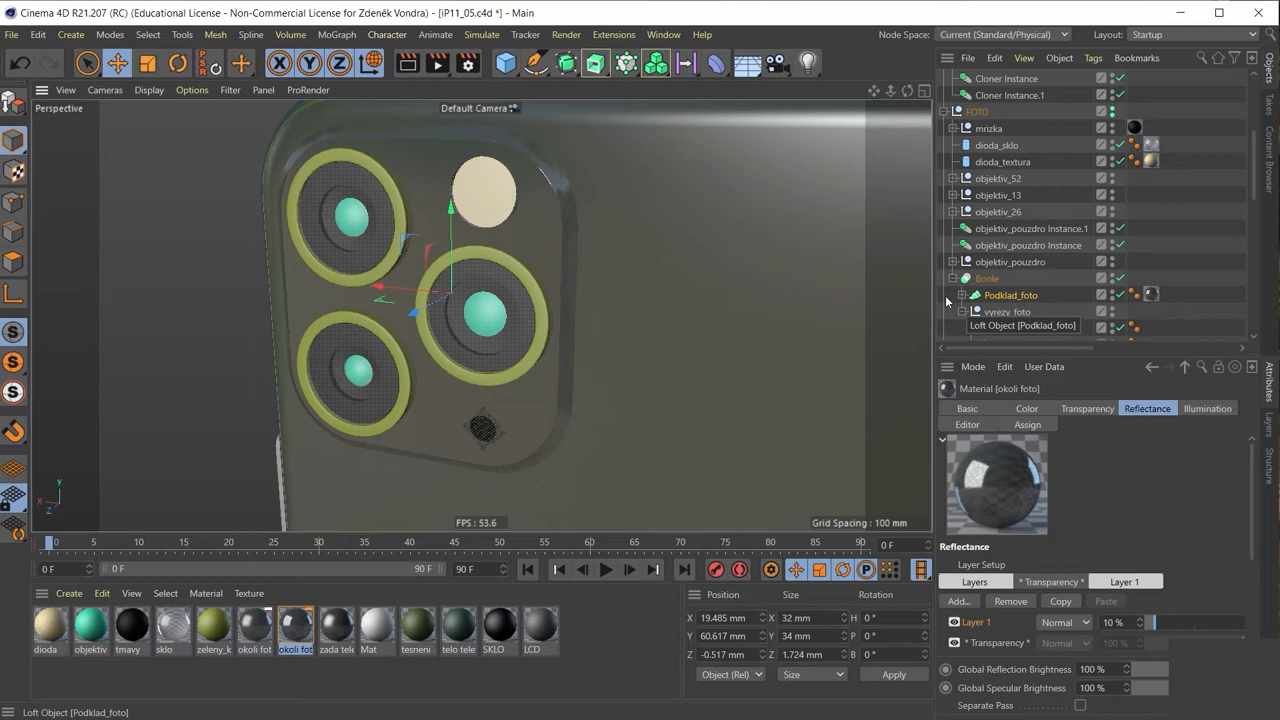 Cinema 4D R21.207 (RC) (Educational License - Non-Commercial License for Zdeněk Vondra) - [iP11_05.c4d *] - Main
File Edit Create Modes Select Tools Mesh Spline Volume MoGraph Character Animate Simulate Tracker Render Extensions Window Help Node Space: Current (Standard/Physical) Layout: Startup
X Y Z
PSR
File Edit View Object Tags Bookmarks
View Cameras Display Options Filter Panel ProRender
Perspective
Default Camera
Cloner Instance
Cloner Instance.1
FOTO
mrizka
dioda_sklo
dioda_textura
objektiv_52
objektiv_13
objektiv_26
objektiv_pouzdro Instance.1
objektiv_pouzdro Instance
objektiv_pouzdro
Boole
Podklad_foto
vyrezy_foto
Loft Object [Podklad_foto]
Objects
Takes
Content Browser
Attributes
Layers
Structure
Mode Edit User Data
Material [okoli foto]
Basic Color Transparency Reflectance Illumination
Editor Assign
Reflectance
Layer Setup
Layers * Transparency * Layer 1
Add... Remove Copy Paste
Layer 1 Normal 10 %
* Transparency * Normal 100 %
Global Reflection Brightness 100 %
Global Specular Brightness 100 %
Separate Pass
FPS : 53.6
Grid Spacing : 100 mm
0 5 10 15 20 25 30 35 40 45 50 55 60 65 70 75 80 85 90 0 F
0 F 0 F 90 F 90 F
Create Edit View Select Material Texture
dioda objektiv tmavy sklo zeleny_k okoli fot okoli fot zada tele Mat tesneni telo tele SKLO LCD
Position Size Rotation
X 19.485 mm X 32 mm H 0 °
Y 60.617 mm Y 34 mm P 0 °
Z -0.517 mm Z 1.724 mm B 0 °
Object (Rel) Size Apply
Loft Object [Podklad_foto]